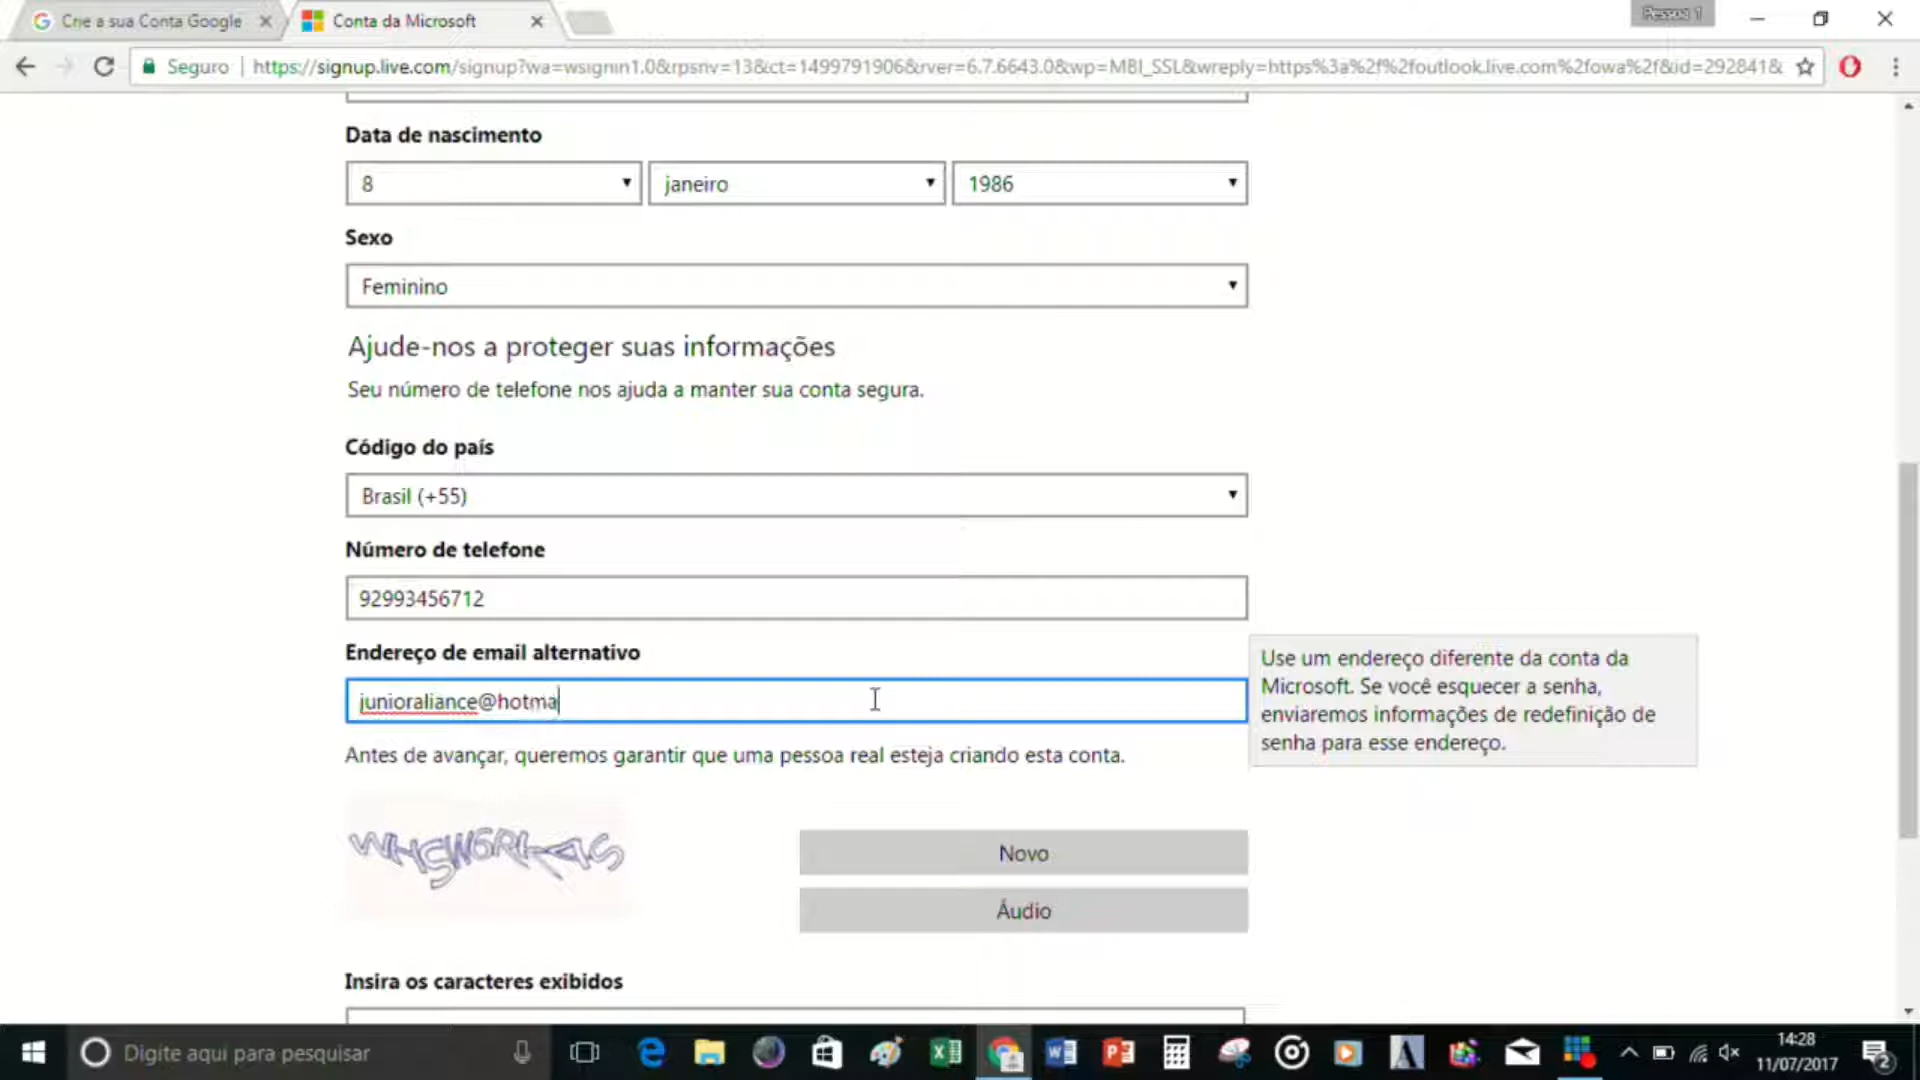 Crie a sua Conta Google
Conta da Microsoft
Pessoa 1
Seguro
https://signup.live.com/signup?wa=wsignin1.0&rpsnv=13&ct=1499791906&rver=6.7.6643.0&wp=MBI_SSL&wreply=https%3a%2f%2foutlook.live.com%2fowa%2f&id=292841&
Data de nascimento
8
janeiro
1986
Sexo
Feminino
Ajude-nos a proteger suas informações
Seu número de telefone nos ajuda a manter sua conta segura.
Código do país
Brasil (+55)
Número de telefone
92993456712
Endereço de email alternativo
junioraliance@hotma
Use um endereço diferente da conta da
Microsoft. Se você esquecer a senha,
enviaremos informações de redefinição de
senha para esse endereço.
Antes de avançar, queremos garantir que uma pessoa real esteja criando esta conta.
Novo
Áudio
Insira os caracteres exibidos
Digite aqui para pesquisar
14:28
11/07/2017
2